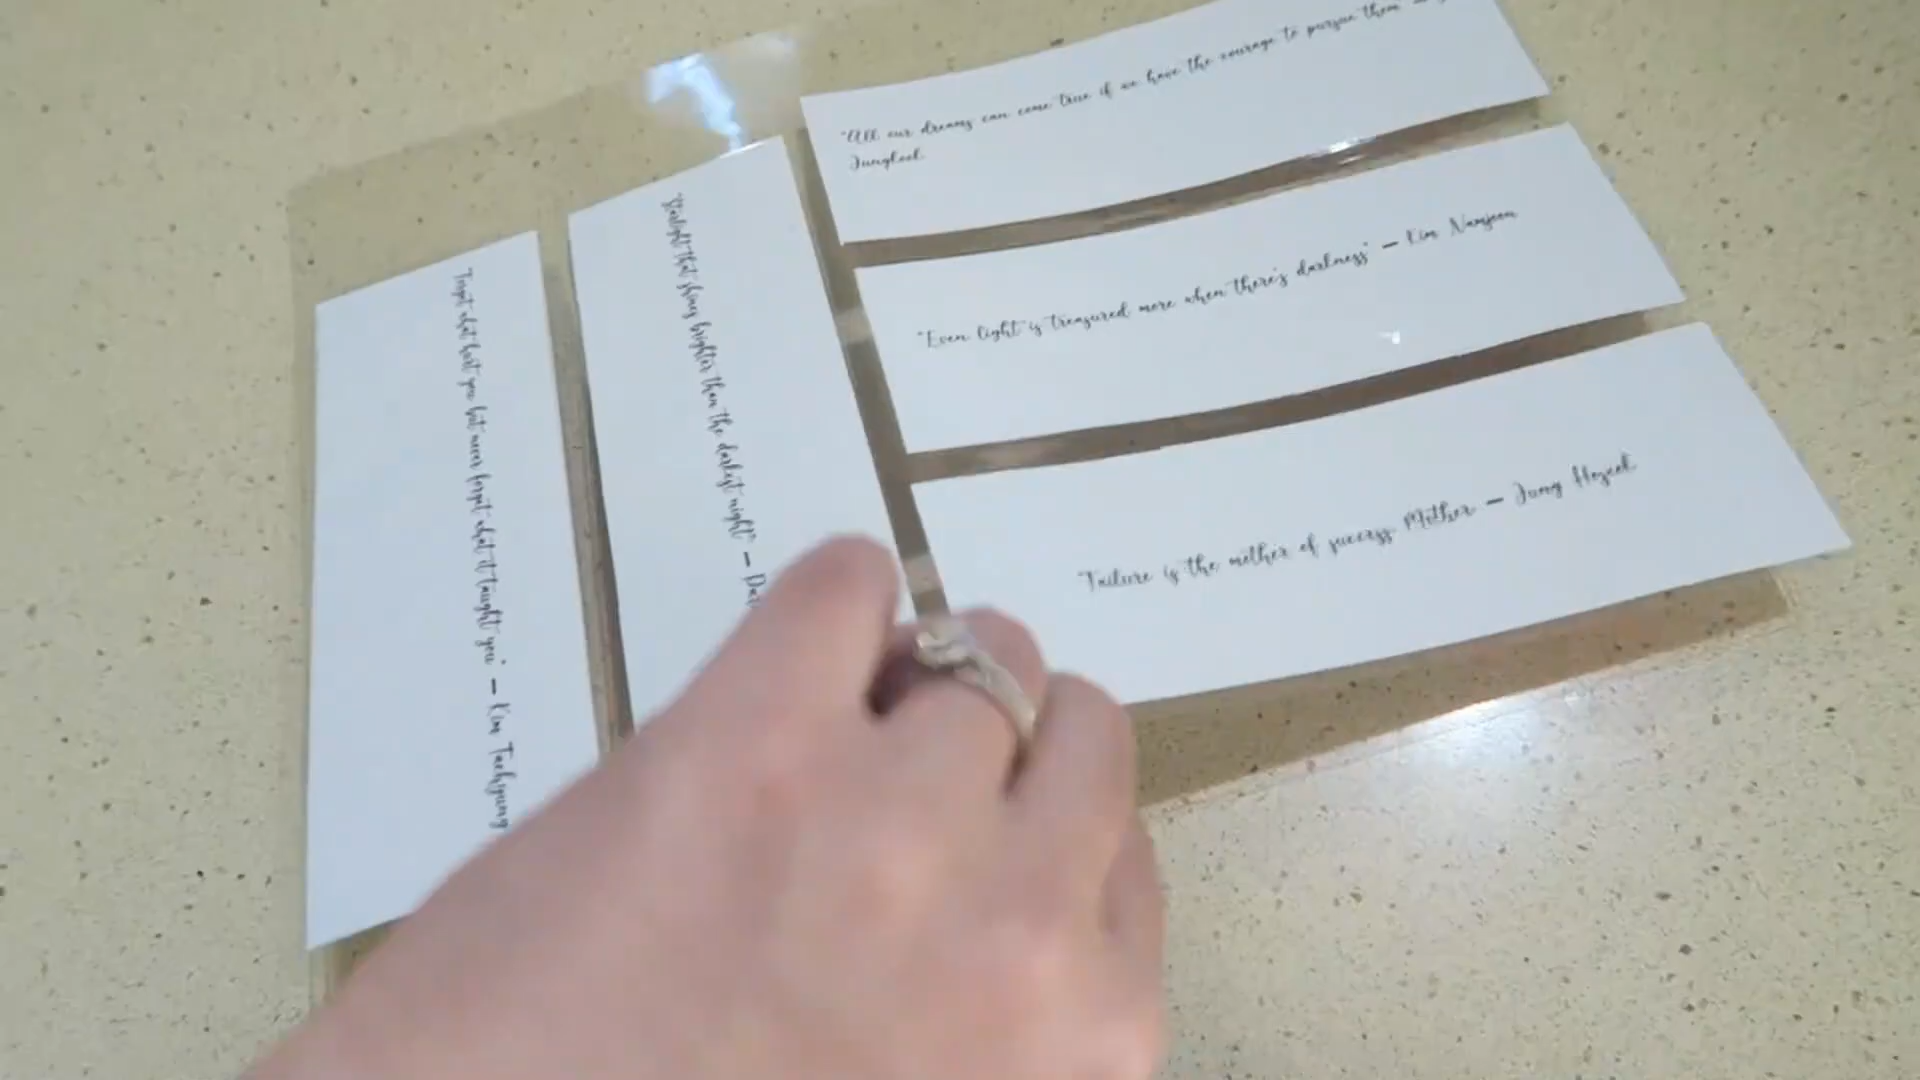 "All our dreams can come true if we have the courage to pursue them" –
Jungkook
"Even light is treasured more when there's darkness" – Kim Namjoon
"Failure is the mother of success. Mother – Jung Hoseok
"Starlight that shines brighter than the darkest night" –
"Forget what hurt you but never forget what it taught you" – Kim Taehyung